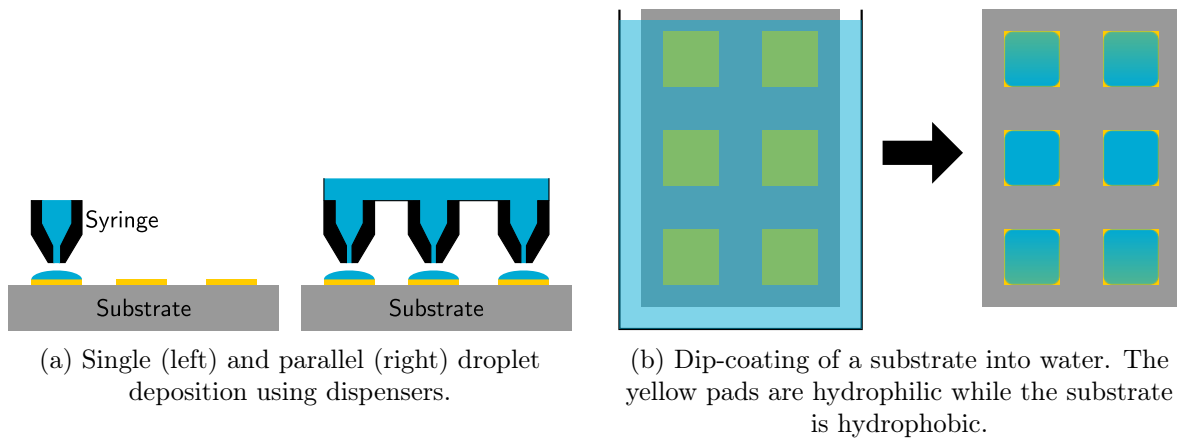 Syringe
Substrate
Substrate
(a) Single (left) and parallel (right) droplet
deposition using dispensers.
(b) Dip-coating of a substrate into water. The
yellow pads are hydrophilic while the substrate
is hydrophobic.